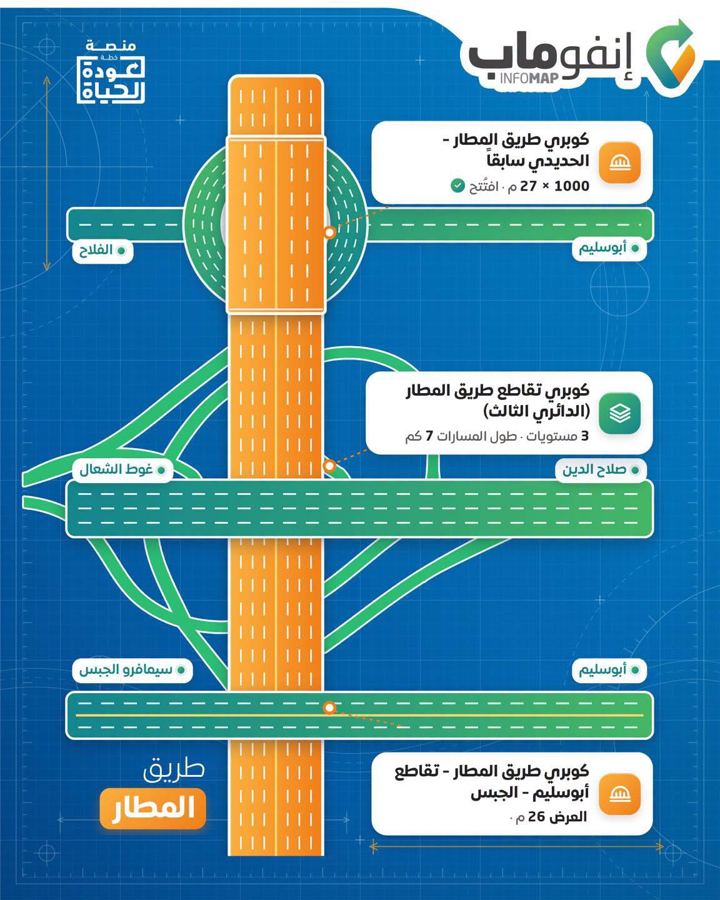 منصة
خطة
عودة
الحياة
إنفوماب
INFOMAP
كوبري طريق المطار -
الحديدي سابقاً
1000 × 27 م · افتُتح
الفلاح
أبوسليم
كوبري تقاطع طريق المطار
(الدائري الثالث)
3 مستويات · طول المسارات 7 كم
غوط الشعال
صلاح الدين
سيمافرو الجبس
أبوسليم
طريق
المطار
كوبري طريق المطار - تقاطع
أبوسليم - الجبس
العرض 26 م ·